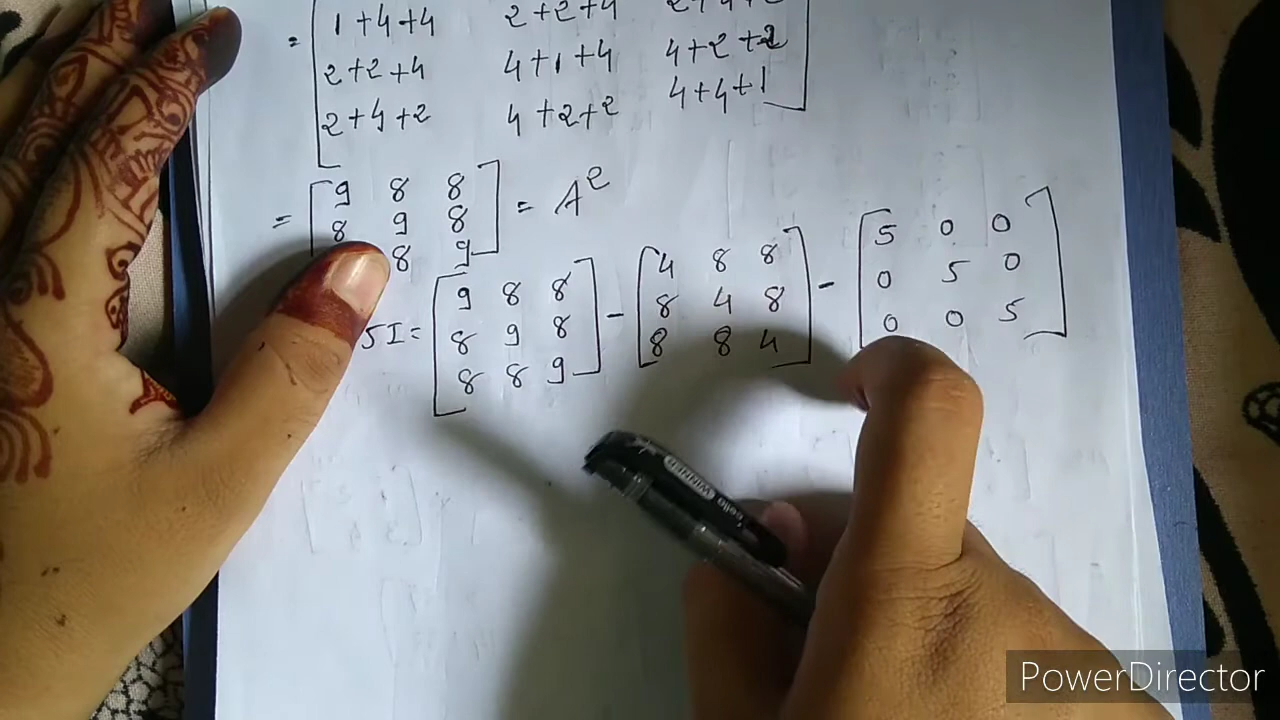 = 1+4+4 2+2+4
2+2+4 4+1+4 4+2+2
2+4+2 4+2+2 4+4+1
= 9 8 8 = A²
8 9 8
8 9
5I = 9 8 8 - 4 8 8 - 5 0 0
8 9 8 8 4 8 0 5 0
8 8 9 8 8 4 0 0 5
cello WINNER
PowerDirector